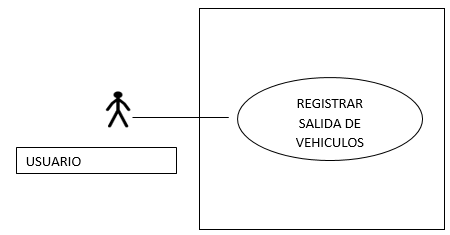 REGISTRAR
SALIDA DE
VEHICULOS
USUARIO